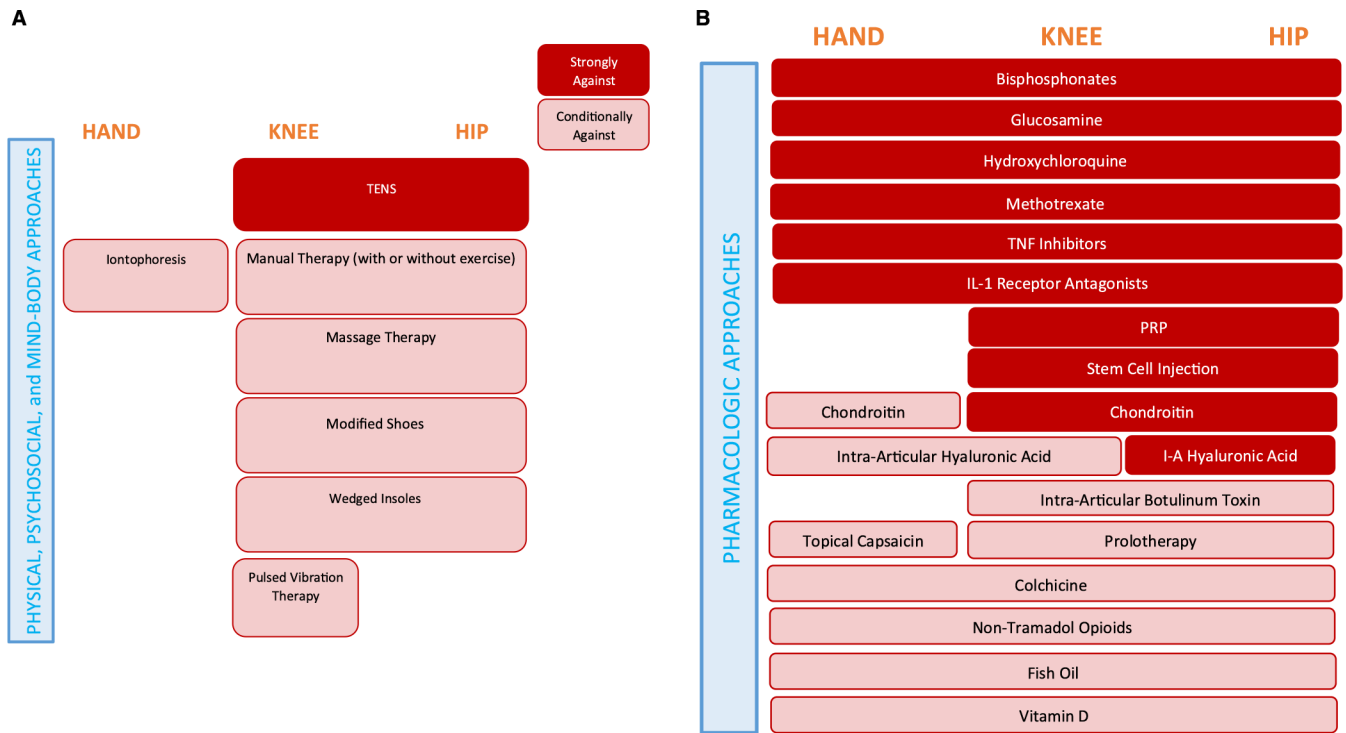 A
Strongly
Against
Conditionally
Against
HAND KNEE HIP
PHYSICAL, PSYCHOSOCIAL, and MIND-BODY APPROACHES
TENS
Iontophoresis
Manual Therapy (with or without exercise)
Massage Therapy
Modified Shoes
Wedged Insoles
Pulsed Vibration
Therapy
B
HAND KNEE HIP
PHARMACOLOGIC APPROACHES
Bisphosphonates
Glucosamine
Hydroxychloroquine
Methotrexate
TNF Inhibitors
IL-1 Receptor Antagonists
PRP
Stem Cell Injection
Chondroitin Chondroitin
Intra-Articular Hyaluronic Acid I-A Hyaluronic Acid
Intra-Articular Botulinum Toxin
Topical Capsaicin Prolotherapy
Colchicine
Non-Tramadol Opioids
Fish Oil
Vitamin D